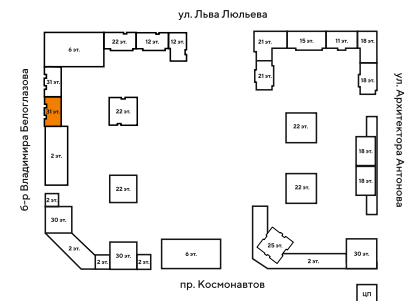 ул. Льва Люльева
6 эт.
22 эт.
12 эт.
12 эт.
21 эт.
15 эт.
11 эт.
18 эт.
31 эт.
21 эт.
18 эт.
31 эт.
22 эт.
22 эт.
б-р Владимира Белоглазова
ул. Архитектора Антонова
2 эт.
18 эт.
22 эт.
22 эт.
18 эт.
2 эт.
30 эт.
2 эт.
25 эт.
2 эт.
30 эт.
2 эт.
6 эт.
2 эт.
30 эт.
пр. Космонавтов
ЦП